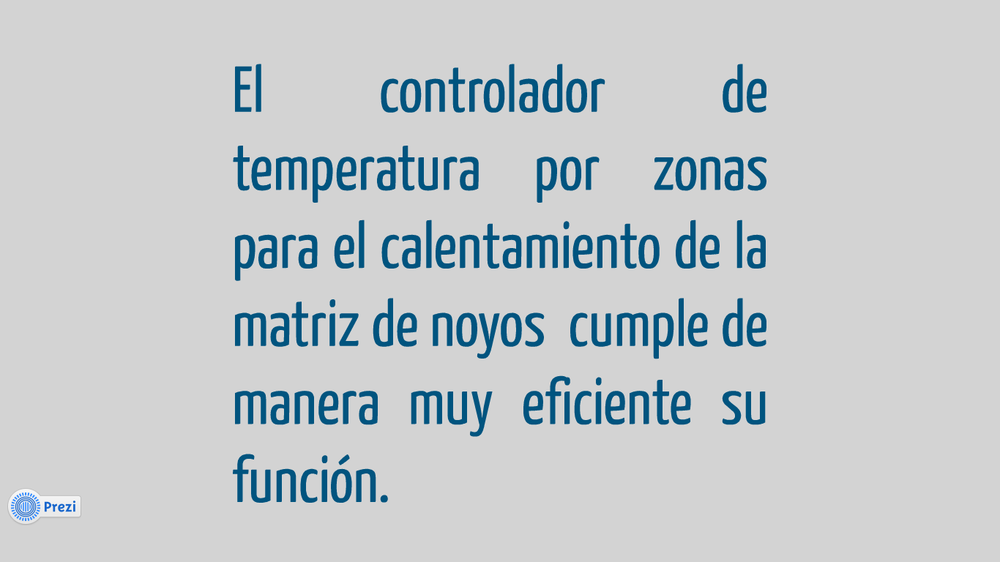 El controlador de
temperatura por zonas
para el calentamiento de la
matriz de noyos cumple de
manera muy eficiente su
función.
Prezi